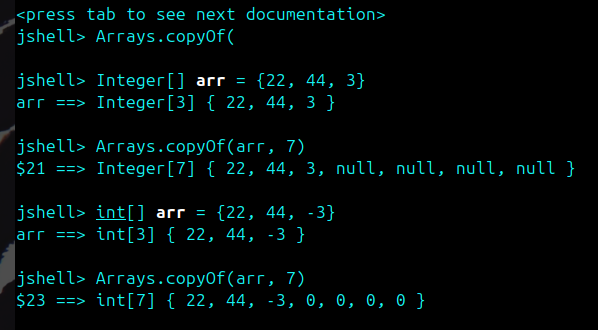 <press tab to see next documentation>
jshell> Arrays.copyOf(
jshell> Integer[] arr = {22, 44, 3}
arr ==> Integer[3] { 22, 44, 3 }
jshell> Arrays.copyOf(arr, 7)
$21 ==> Integer[7] { 22, 44, 3, null, null, null, null }
jshell> int[] arr = {22, 44, -3}
arr ==> int[3] { 22, 44, -3 }
jshell> Arrays.copyOf(arr, 7)
$23 ==> int[7] { 22, 44, -3, 0, 0, 0, 0 }